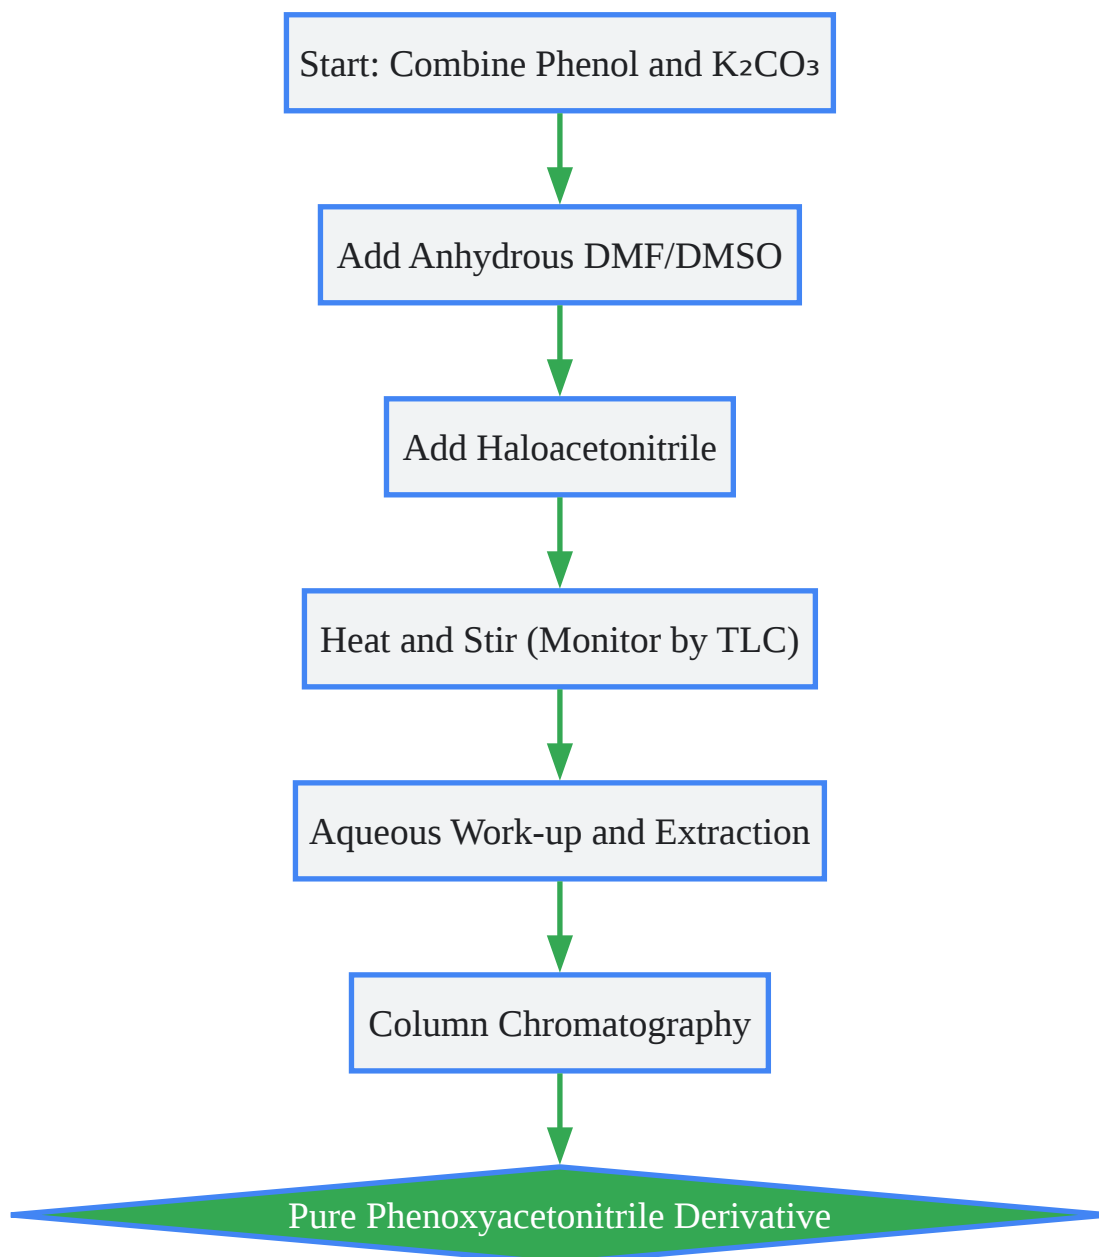 Start: Combine Phenol and K₂CO₃
Add Anhydrous DMF/DMSO
Add Haloacetonitrile
Heat and Stir (Monitor by TLC)
Aqueous Work-up and Extraction
Column Chromatography
Pure Phenoxyacetonitrile Derivative